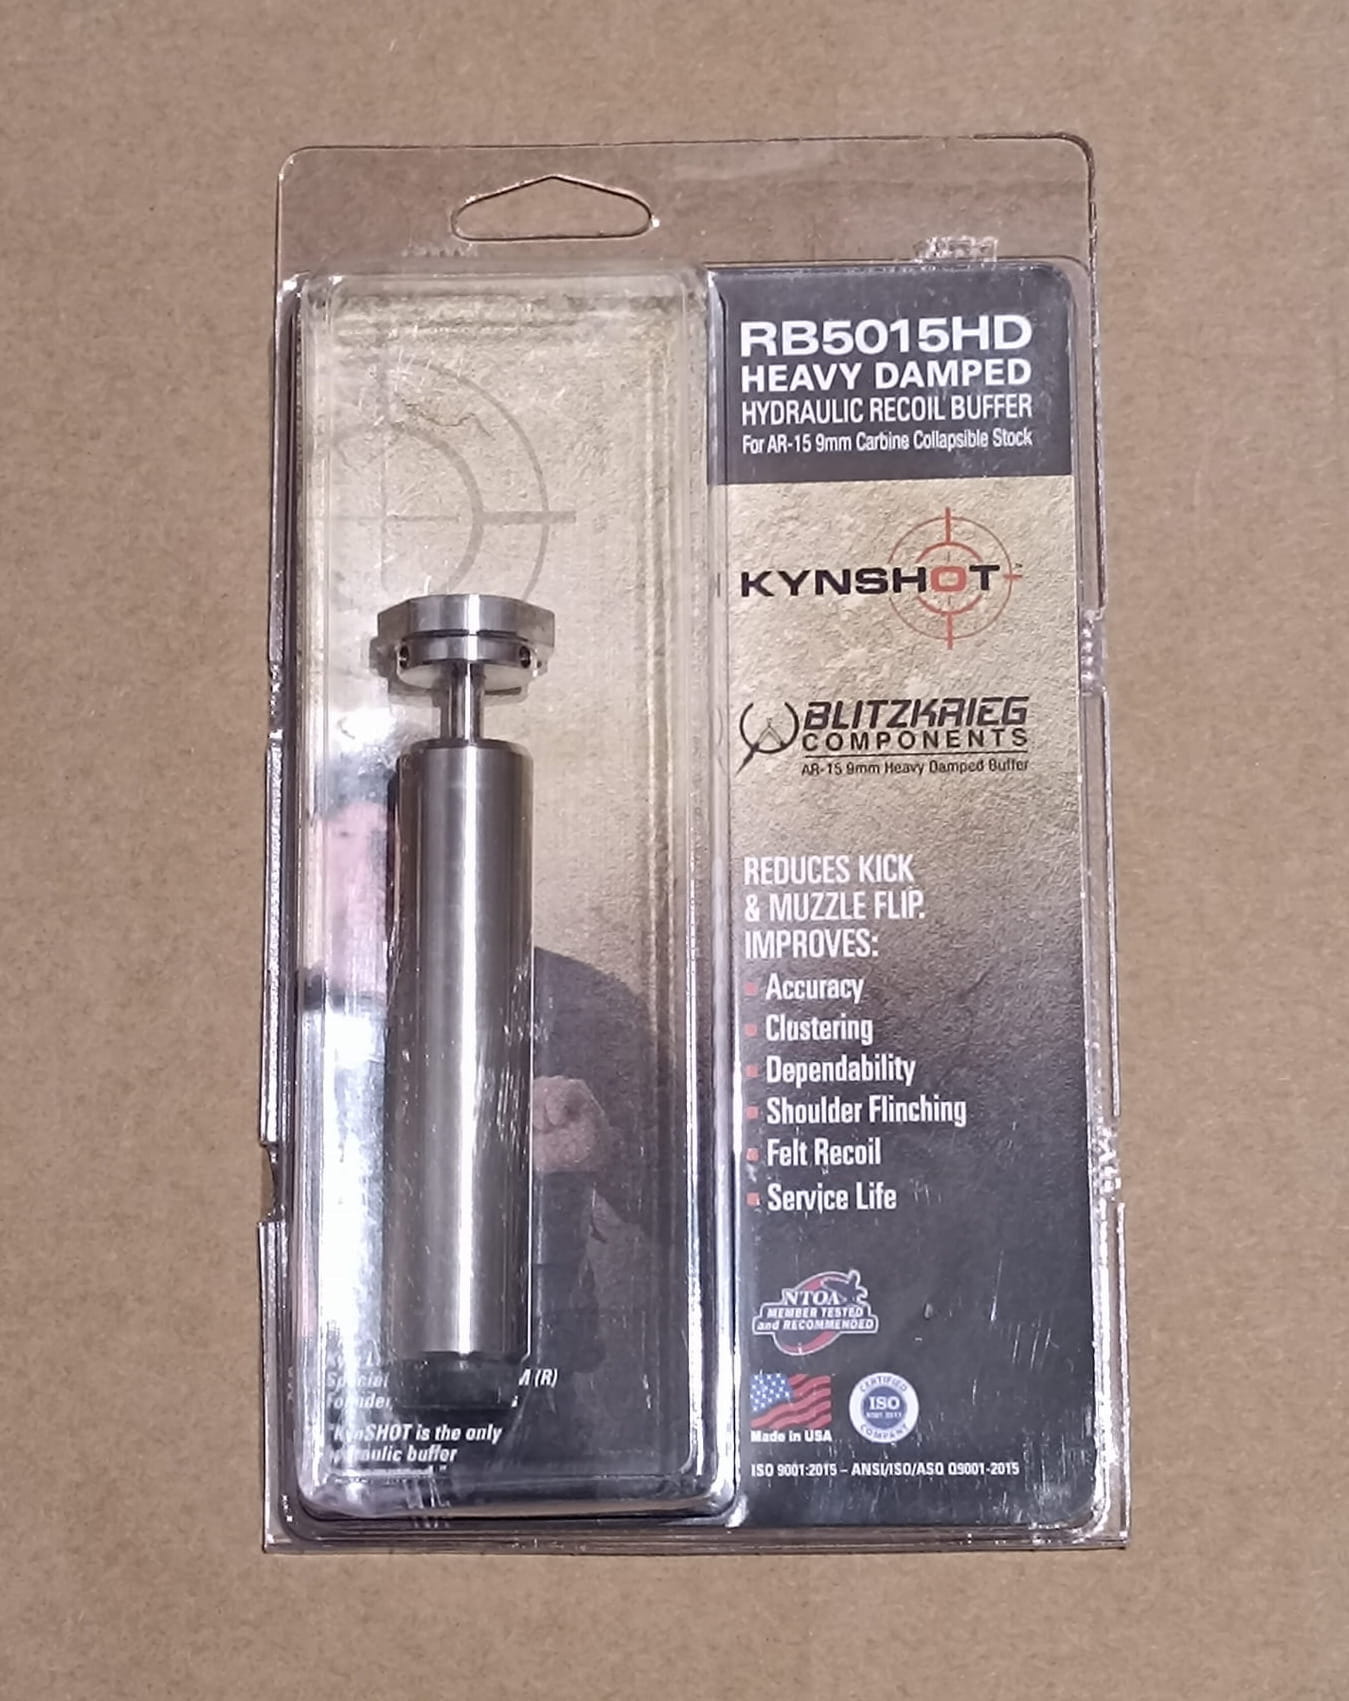 RB5015HD
HEAVY DAMPED
HYDRAULIC RECOIL BUFFER
For AR-15 9mm Carbine Collapsible Stock
KYNSHOT
BLITZKRIEG
COMPONENTS
AR-15 9mm Heavy Damped Buffer
REDUCES KICK
& MUZZLE FLIP.
IMPROVES:
Accuracy
Clustering
Dependability
Shoulder Flinching
Felt Recoil
Service Life
NTOA
MEMBER TESTED
and RECOMMENDED
Made in USA
CERTIFIED
ISO
COMPANY
ISO 9001:2015 – ANSI/ISO/ASQ Q9001-2015
(R)
"KynSHOT is the only
buffer